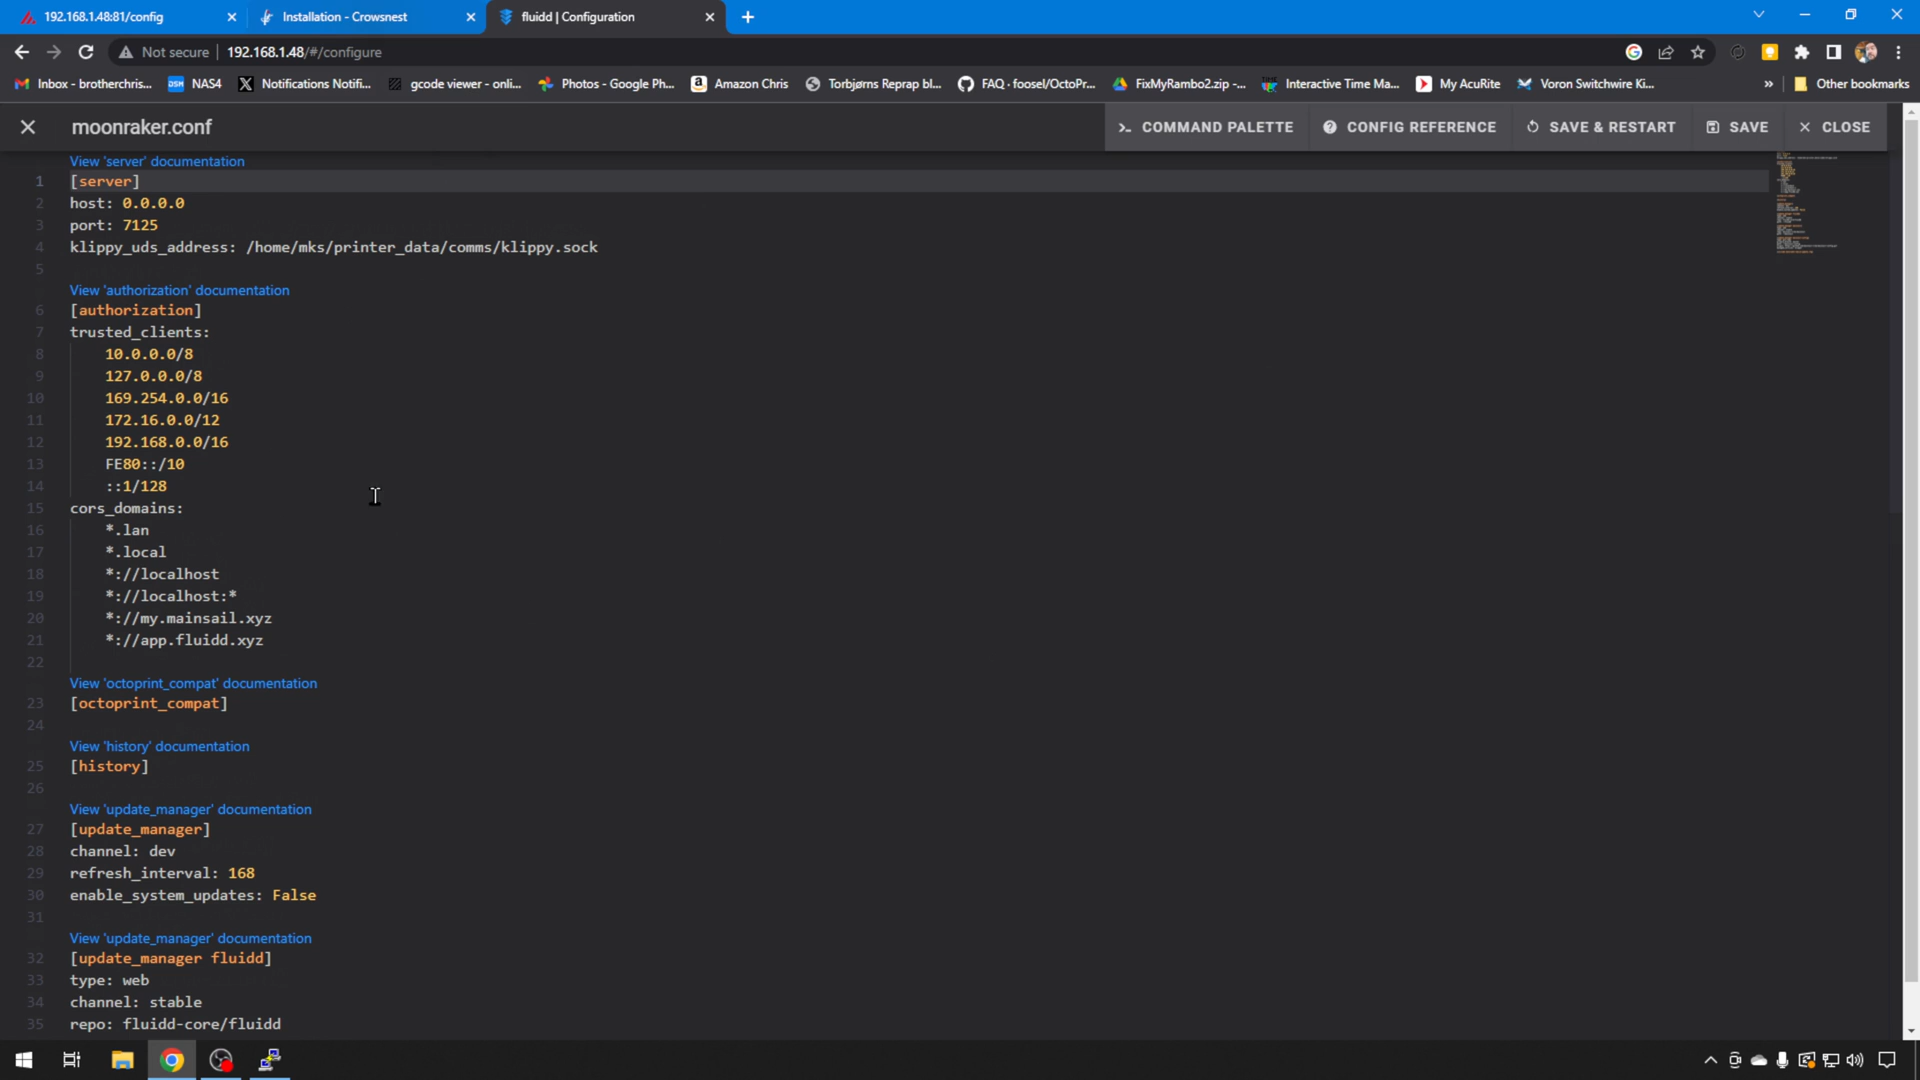 192.168.1.48:81/config
Installation - Crowsnest
fluidd | Configuration
Not secure
192.168.1.48/#/configure
Inbox - brotherchris...
NAS4
Notifications Notifi...
gcode viewer - onli...
Photos - Google Ph...
Amazon Chris
Torbjørns Reprap bl...
FAQ · foosel/OctoPr...
FixMyRambo2.zip -...
Interactive Time Ma...
My AcuRite
Voron Switchwire Ki...
»
Other bookmarks
moonraker.conf
COMMAND PALETTE
CONFIG REFERENCE
SAVE & RESTART
SAVE
CLOSE
View 'server' documentation
1 [server]
2 host: 0.0.0.0
3 port: 7125
4 klippy_uds_address: /home/mks/printer_data/comms/klippy.sock
5
View 'authorization' documentation
6 [authorization]
7 trusted_clients:
8 10.0.0.0/8
9 127.0.0.0/8
10 169.254.0.0/16
11 172.16.0.0/12
12 192.168.0.0/16
13 FE80::/10
14 ::1/128
15 cors_domains:
16 *.lan
17 *.local
18 *://localhost
19 *://localhost:*
20 *://my.mainsail.xyz
21 *://app.fluidd.xyz
22
View 'octoprint_compat' documentation
23 [octoprint_compat]
24
View 'history' documentation
25 [history]
26
View 'update_manager' documentation
27 [update_manager]
28 channel: dev
29 refresh_interval: 168
30 enable_system_updates: False
31
View 'update_manager' documentation
32 [update_manager fluidd]
33 type: web
34 channel: stable
35 repo: fluidd-core/fluidd